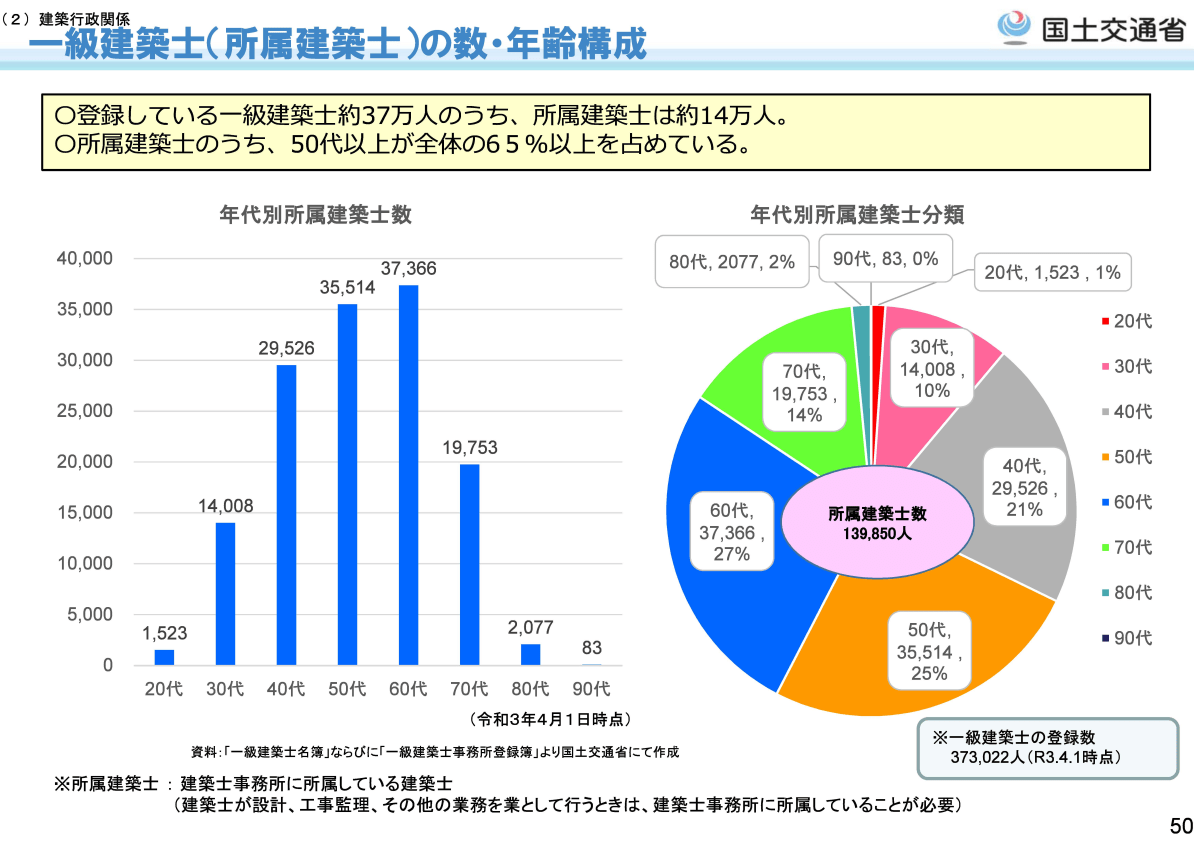 （２）建築行政関係
一級建築士（所属建築士）の数・年齢構成
国土交通省
〇登録している一級建築士約37万人のうち、所属建築士は約14万人。
〇所属建築士のうち、50代以上が全体の6５％以上を占めている。
年代別所属建築士数
40,000
35,000
30,000
25,000
20,000
15,000
10,000
5,000
0
1,523
14,008
29,526
35,514
37,366
19,753
2,077
83
20代 30代 40代 50代 60代 70代 80代 90代
（令和３年４月１日時点）
年代別所属建築士分類
80代, 2077, 2%
90代, 83, 0%
20代, 1,523 , 1%
30代,
14,008 ,
10%
40代,
29,526 ,
21%
50代,
35,514 ,
25%
60代,
37,366 ,
27%
70代,
19,753 ,
14%
所属建築士数
139,850人
20代
30代
40代
50代
60代
70代
80代
90代
※一級建築士の登録数
373,022人（R3.4.1時点）
資料：「一級建築士名簿」ならびに「一級建築士事務所登録簿」より国土交通省にて作成
※所属建築士 ： 建築士事務所に所属している建築士
（建築士が設計、工事監理、その他の業務を業として行うときは、建築士事務所に所属していることが必要）
50